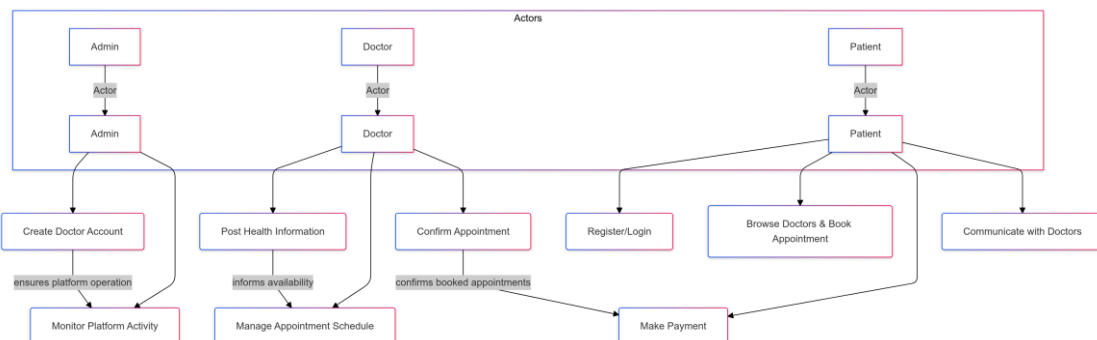 Actors
Admin
Doctor
Patient
Actor
Actor
Actor
Admin
Doctor
Patient
Create Doctor Account
Post Health Information
Confirm Appointment
Register/Login
Browse Doctors & Book
Appointment
Communicate with Doctors
ensures platform operation
informs availability
confirms booked appointments
Monitor Platform Activity
Manage Appointment Schedule
Make Payment